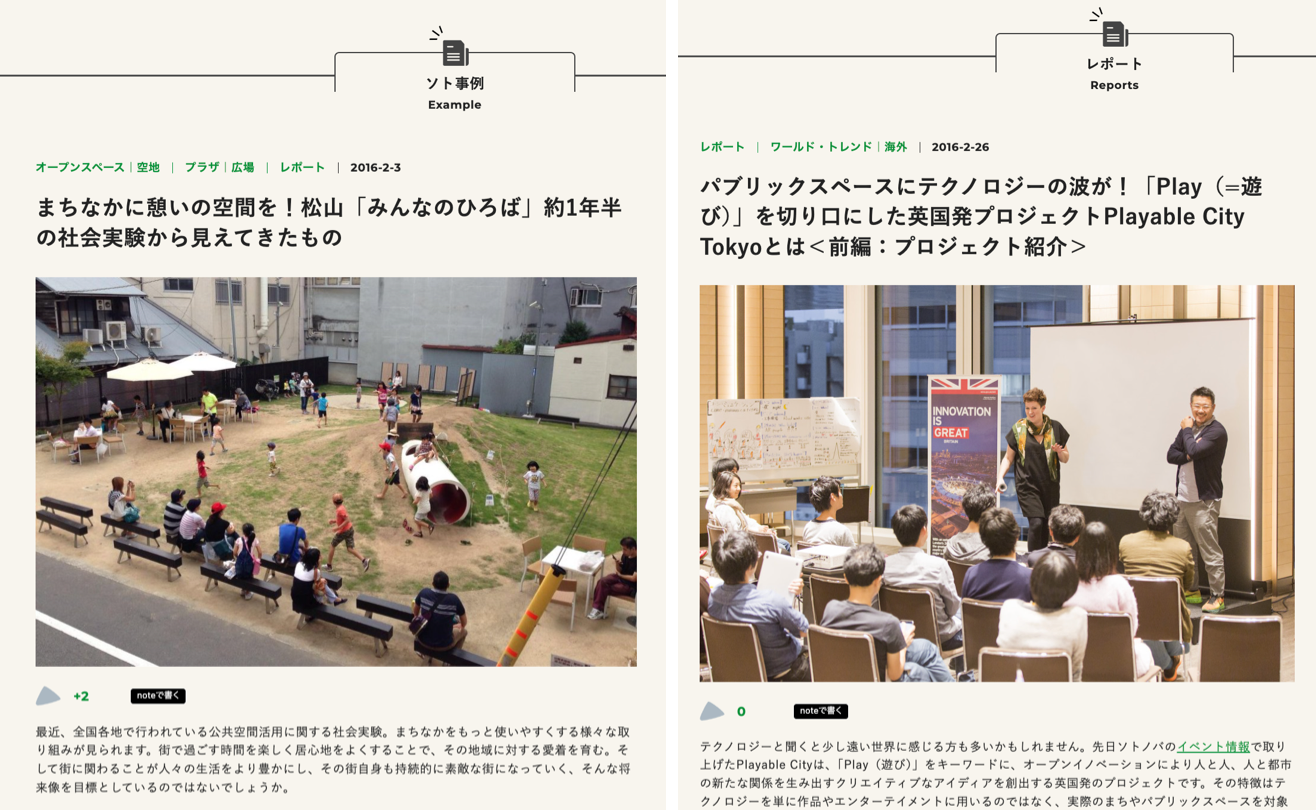 ソト事例
Example
オープンスペース｜空地 ｜ プラザ｜広場 ｜ レポート ｜ 2016-2-3
まちなかに憩いの空間を！松山「みんなのひろば」約1年半
の社会実験から見えてきたもの
+2
noteで書く
最近、全国各地で行われている公共空間活用に関する社会実験。まちなかをもっと使いやすくする様々な取
り組みが見られます。街で過ごす時間を楽しく居心地をよくすることで、その地域に対する愛着を育む。そ
して街に関わることが人々の生活をより豊かにし、その街自身も持続的に素敵な街になっていく、そんな将
来像を目標としているのではないでしょうか。
レポート
Reports
レポート ｜ ワールド・トレンド｜海外 ｜ 2016-2-26
パブリックスペースにテクノロジーの波が！「Play（=遊
び）」を切り口にした英国発プロジェクトPlayable City
Tokyoとは＜前編：プロジェクト紹介＞
INNOVATION
IS
GREAT
0
noteで書く
テクノロジーと聞くと少し遠い世界に感じる方も多いかもしれません。先日ソトノバのイベント情報で取り
上げたPlayable Cityは、「Play（遊び）」をキーワードに、オープンイノベーションにより人と人、人と都市
の新たな関係を生み出すクリエイティブなアイディアを創出する英国発のプロジェクトです。その特徴はテ
クノロジーを単に作品やエンターテイメントに用いるのではなく、実際のまちやパブリックスペースを対象